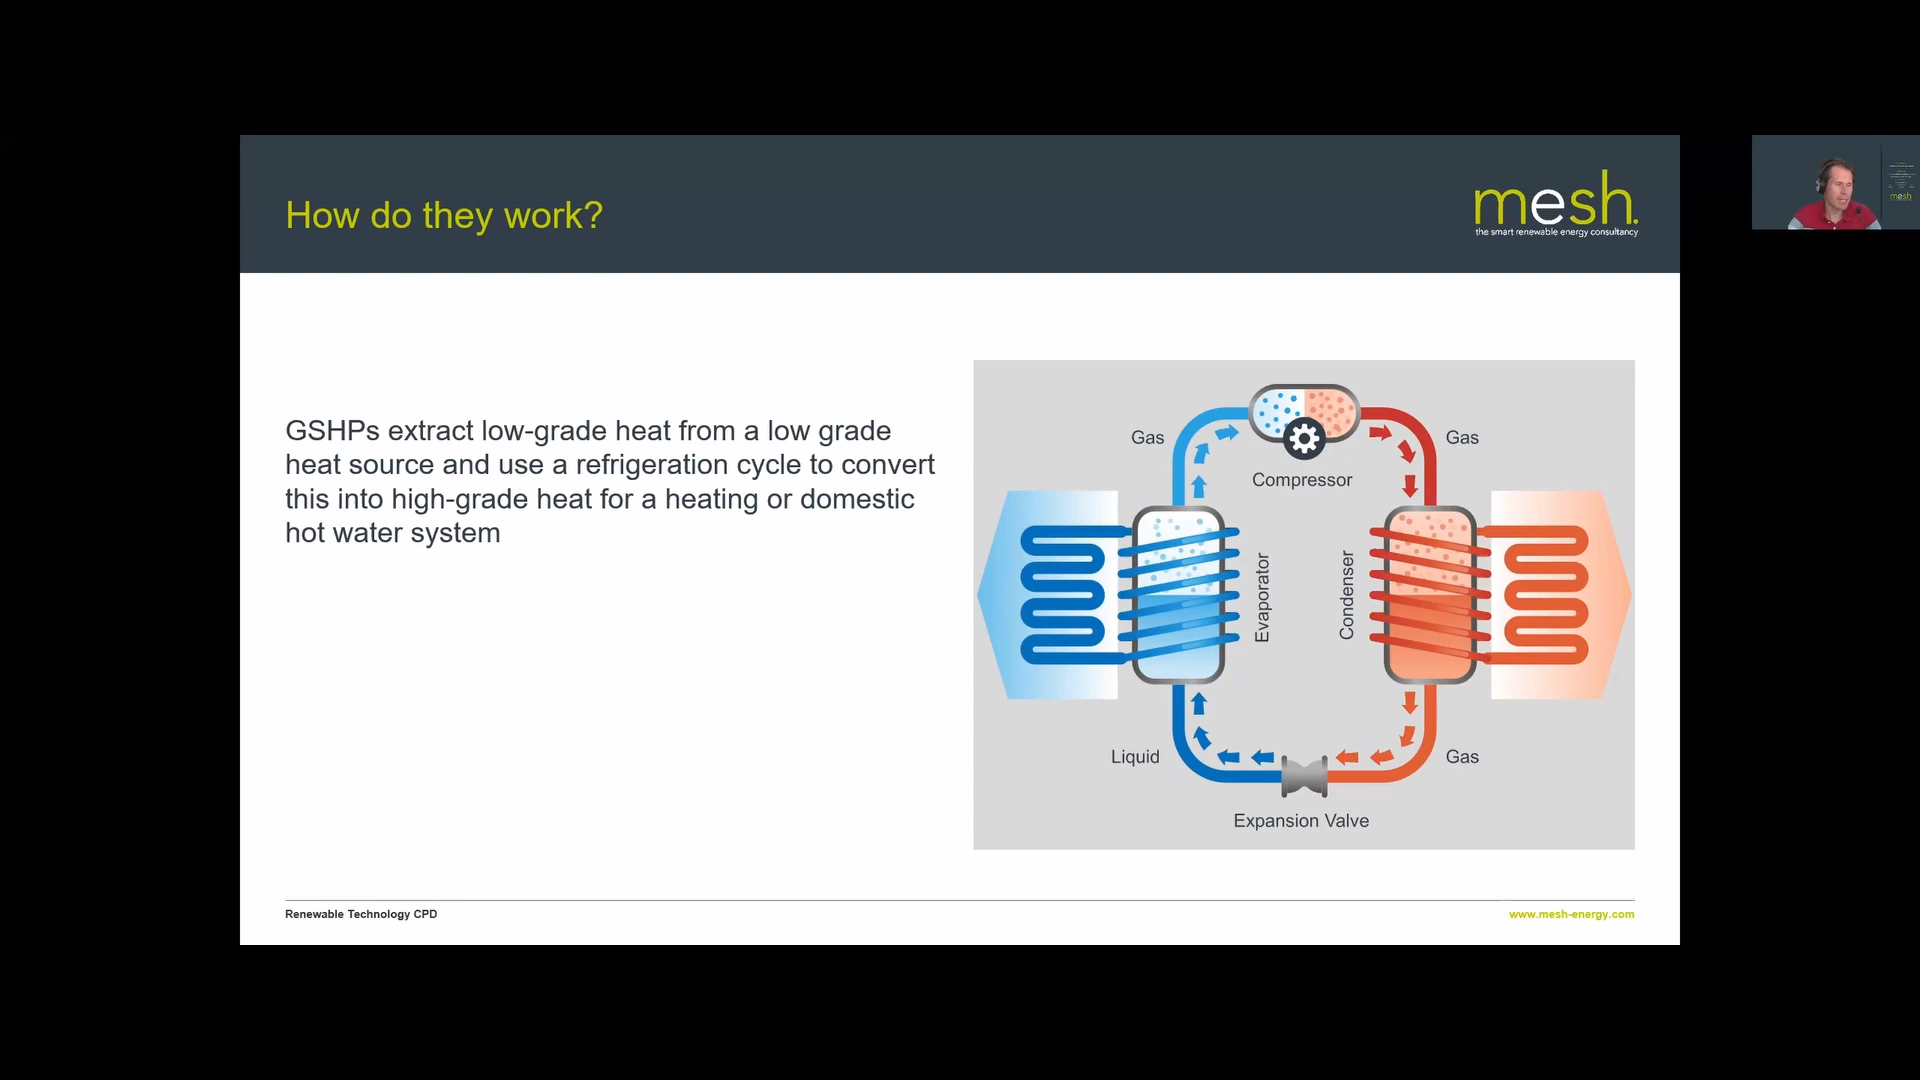 How do they work?
mesh.
the smart renewable energy consultancy
mesh
GSHPs extract low-grade heat from a low grade
heat source and use a refrigeration cycle to convert
this into high-grade heat for a heating or domestic
hot water system
Gas
Gas
Compressor
Evaporator
Condenser
Liquid
Gas
Expansion Valve
Renewable Technology CPD
www.mesh-energy.com